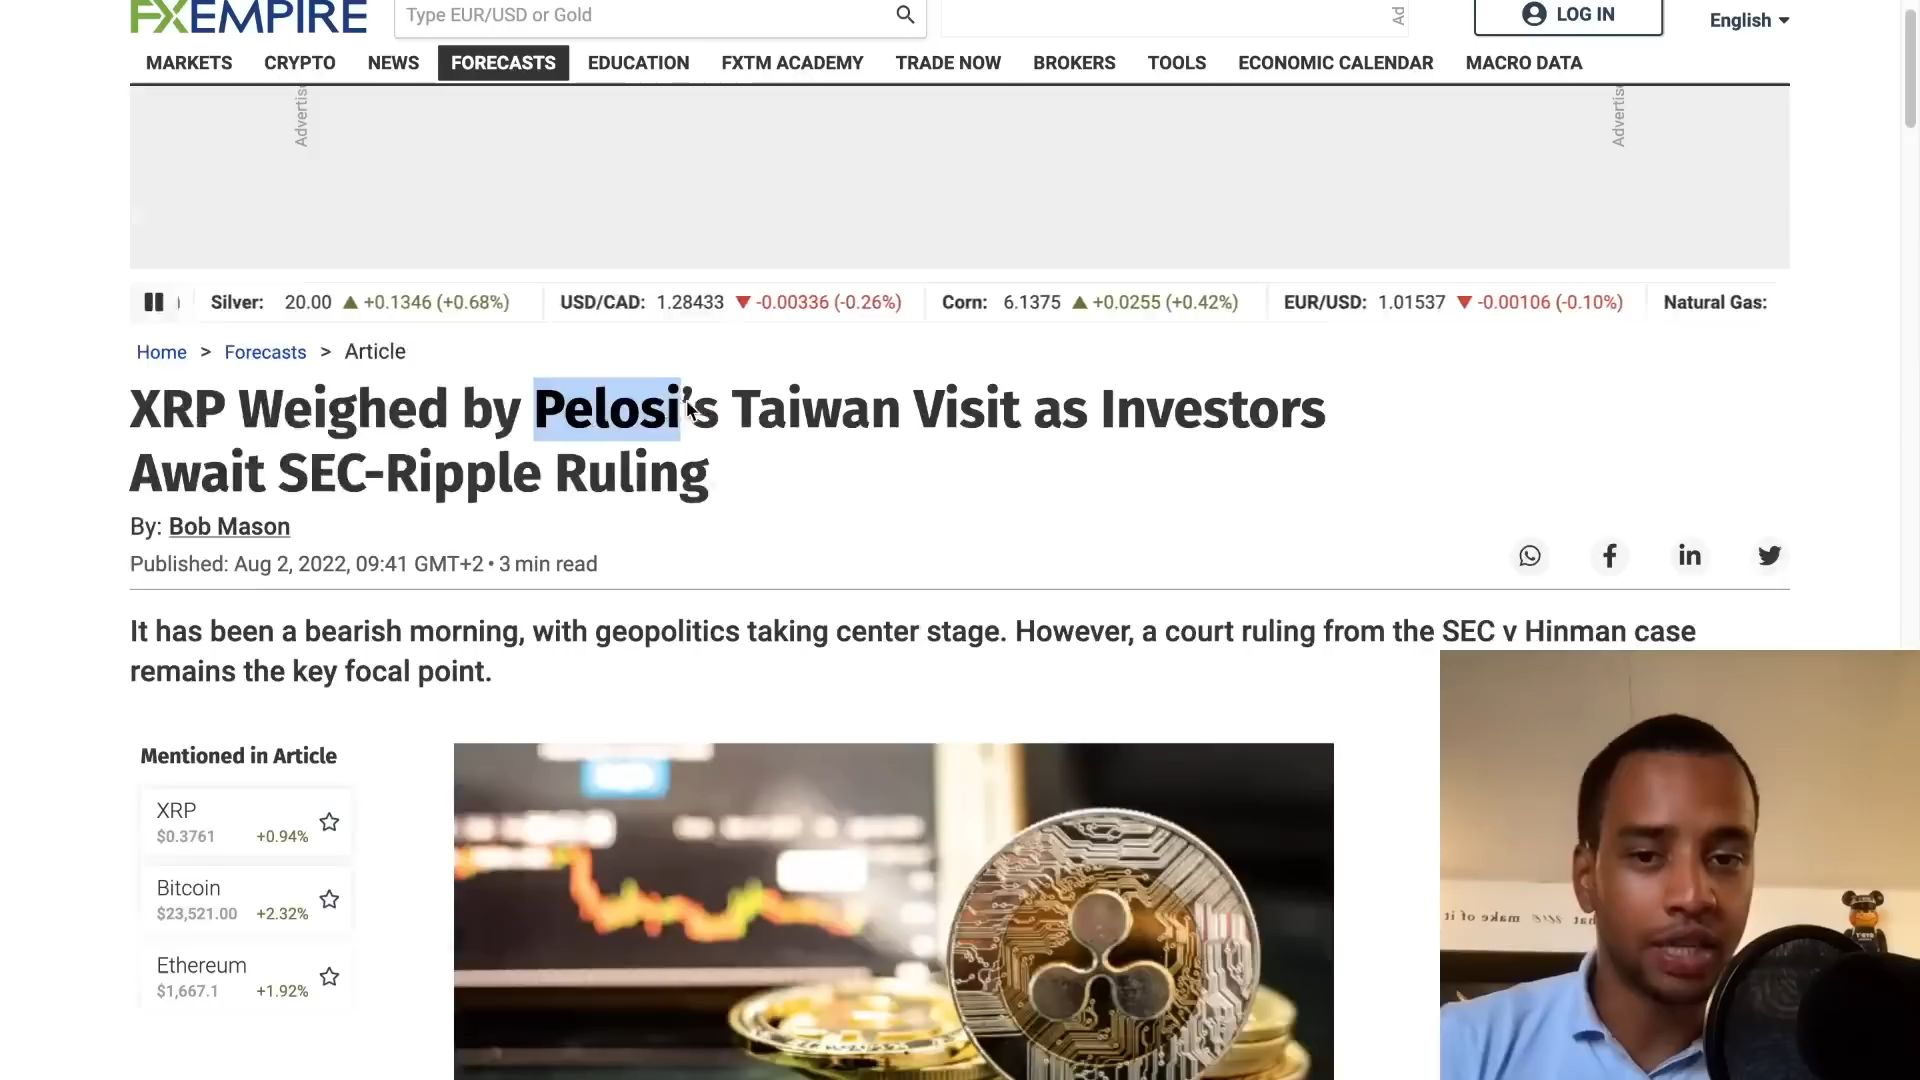 FXEMPIRE
Type EUR/USD or Gold
Ad
LOG IN
English
MARKETS CRYPTO NEWS FORECASTS EDUCATION FXTM ACADEMY TRADE NOW BROKERS TOOLS ECONOMIC CALENDAR MACRO DATA
Advertis
Advertis
Silver: 20.00 ▲ +0.1346 (+0.68%) USD/CAD: 1.28433 ▼ -0.00336 (-0.26%) Corn: 6.1375 ▲ +0.0255 (+0.42%) EUR/USD: 1.01537 ▼ -0.00106 (-0.10%) Natural Gas:
Home > Forecasts > Article
XRP Weighed by Pelosi's Taiwan Visit as Investors
Await SEC-Ripple Ruling
By: Bob Mason
Published: Aug 2, 2022, 09:41 GMT+2 • 3 min read
It has been a bearish morning, with geopolitics taking center stage. However, a court ruling from the SEC v Hinman case
remains the key focal point.
Mentioned in Article
XRP
$0.3761 +0.94%
Bitcoin
$23,521.00 +2.32%
Ethereum
$1,667.1 +1.92%
it of make